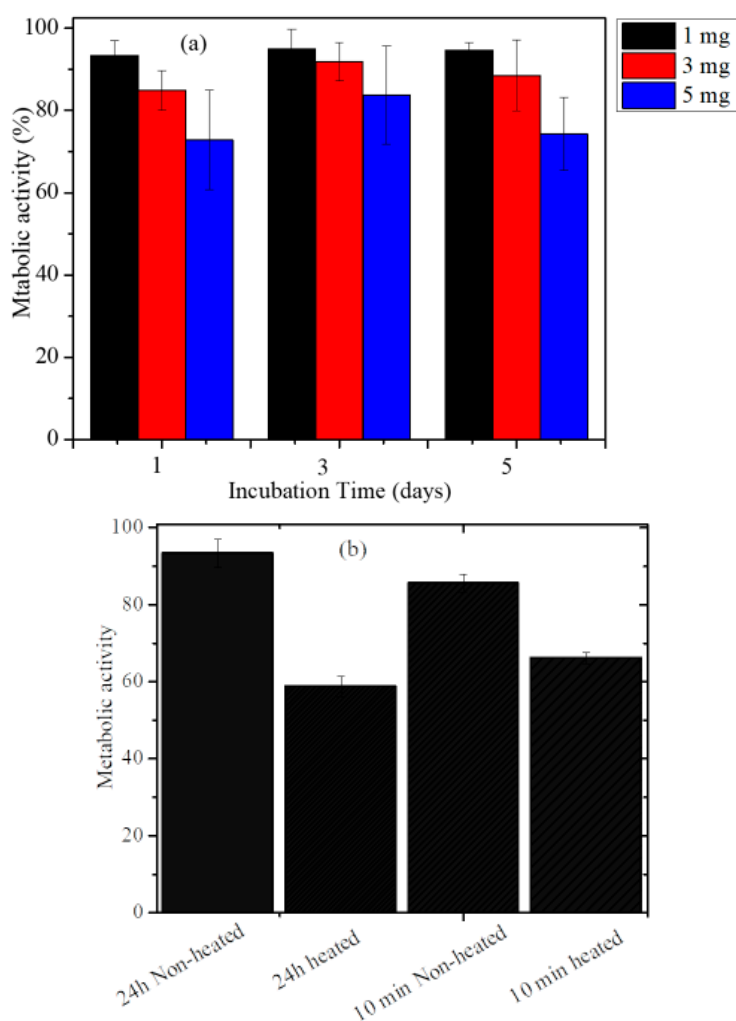 100
80
60
40
20
0
Mtabolic activity (%)
(a)
1 mg
3 mg
5 mg
1
3
5
Incubation Time (days)
100
80
60
40
20
0
Metabolic activity
(b)
24h Non-heated
24h heated
10 min Non-heated
10 min heated